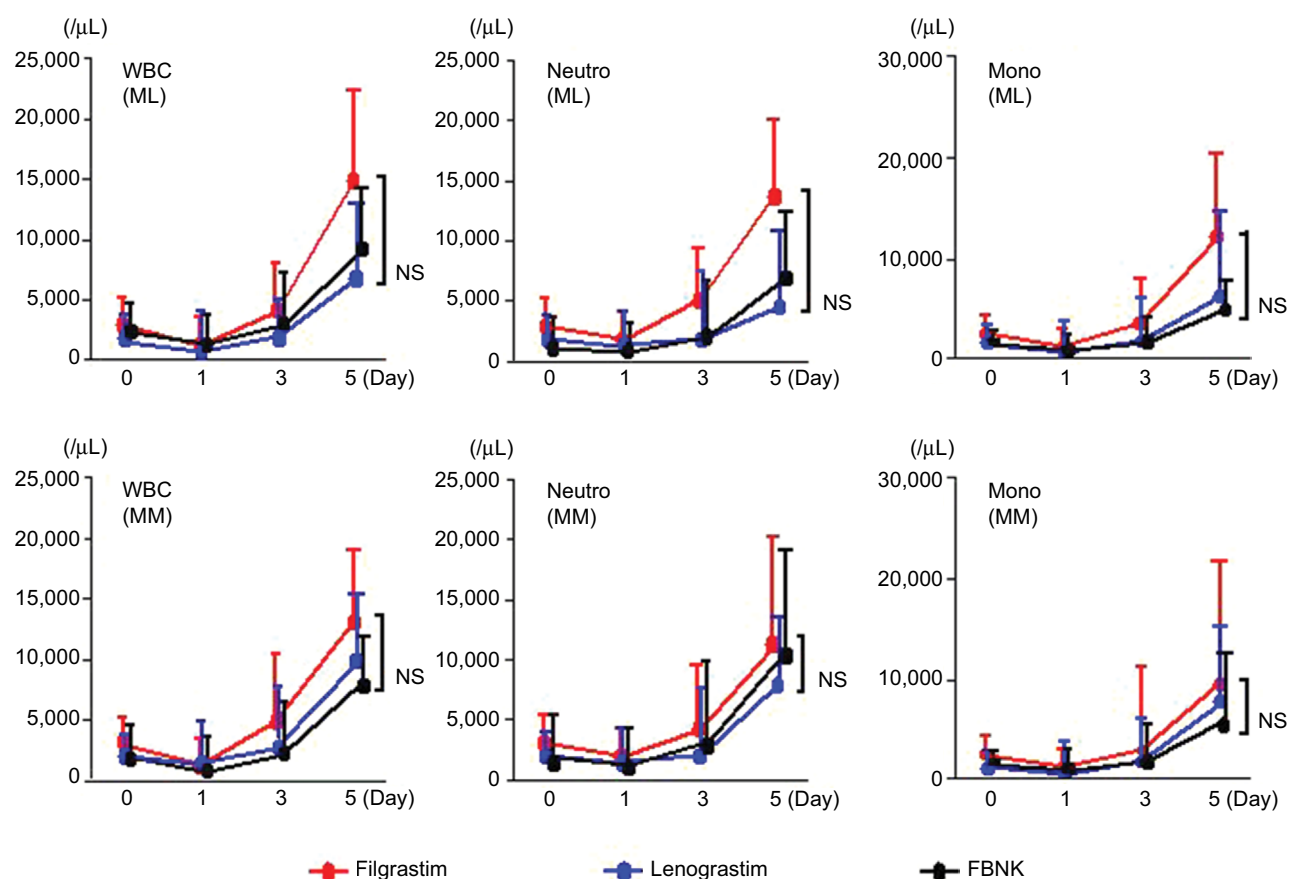 (/μL) (/μL) (/μL)
25,000
20,000
15,000
10,000
5,000
0
WBC
(ML)
NS
0 1 3 5 (Day)
25,000
20,000
15,000
10,000
5,000
0
Neutro
(ML)
NS
0 1 3 5 (Day)
30,000
20,000
10,000
0
Mono
(ML)
NS
0 1 3 5 (Day)
(/μL) (/μL) (/μL)
25,000
20,000
15,000
10,000
5,000
0
WBC
(MM)
NS
0 1 3 5 (Day)
25,000
20,000
15,000
10,000
5,000
0
Neutro
(MM)
NS
0 1 3 5 (Day)
30,000
20,000
10,000
0
Mono
(MM)
NS
0 1 3 5 (Day)
Filgrastim Lenograstim FBNK